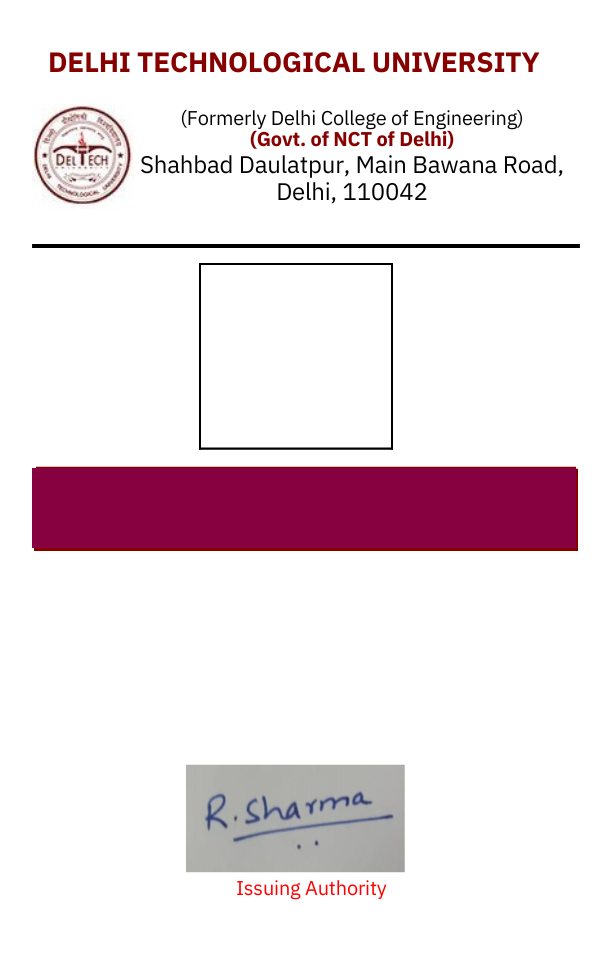 DELHI TECHNOLOGICAL UNIVERSITY
(Formerly Delhi College of Engineering)
(Govt. of NCT of Delhi)
Shahbad Daulatpur, Main Bawana Road,
Delhi, 110042
DELTECH
TECHNOLOGICAL UNIVERSITY
R. Sharma
Issuing Authority